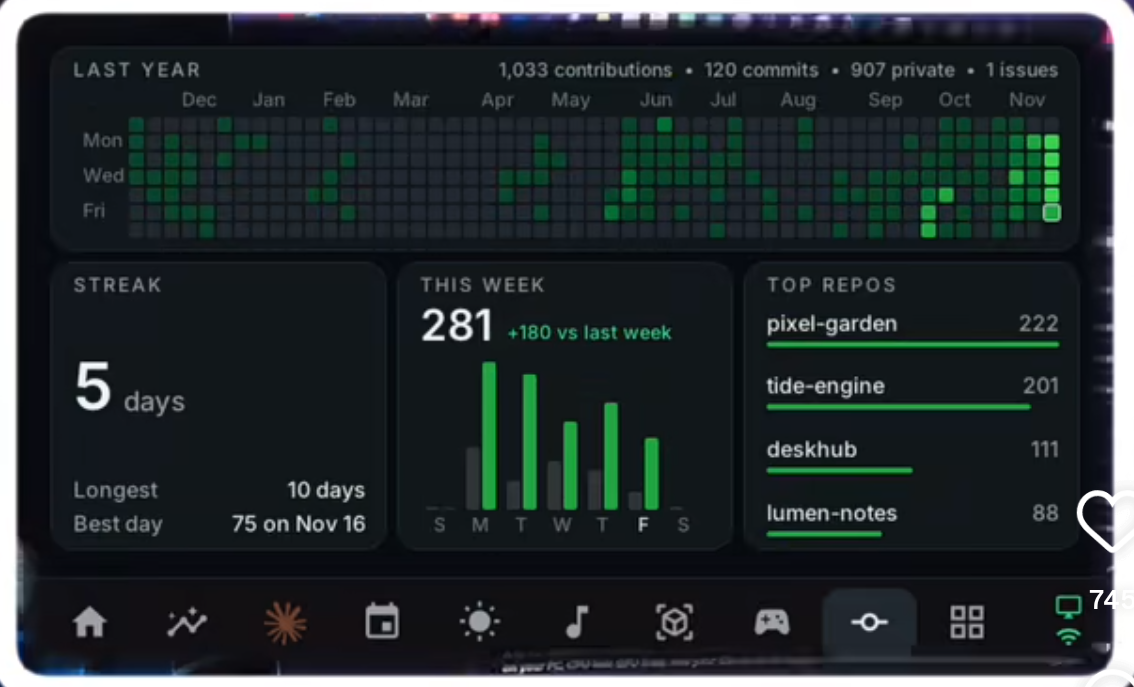 LAST YEAR
1,033 contributions • 120 commits • 907 private • 1 issues
Dec Jan Feb Mar Apr May Jun Jul Aug Sep Oct Nov
Mon
Wed
Fri
STREAK
5 days
Longest 10 days
Best day 75 on Nov 16
THIS WEEK
281 +180 vs last week
S M T W T F S
TOP REPOS
pixel-garden 222
tide-engine 201
deskhub 111
lumen-notes 88
745